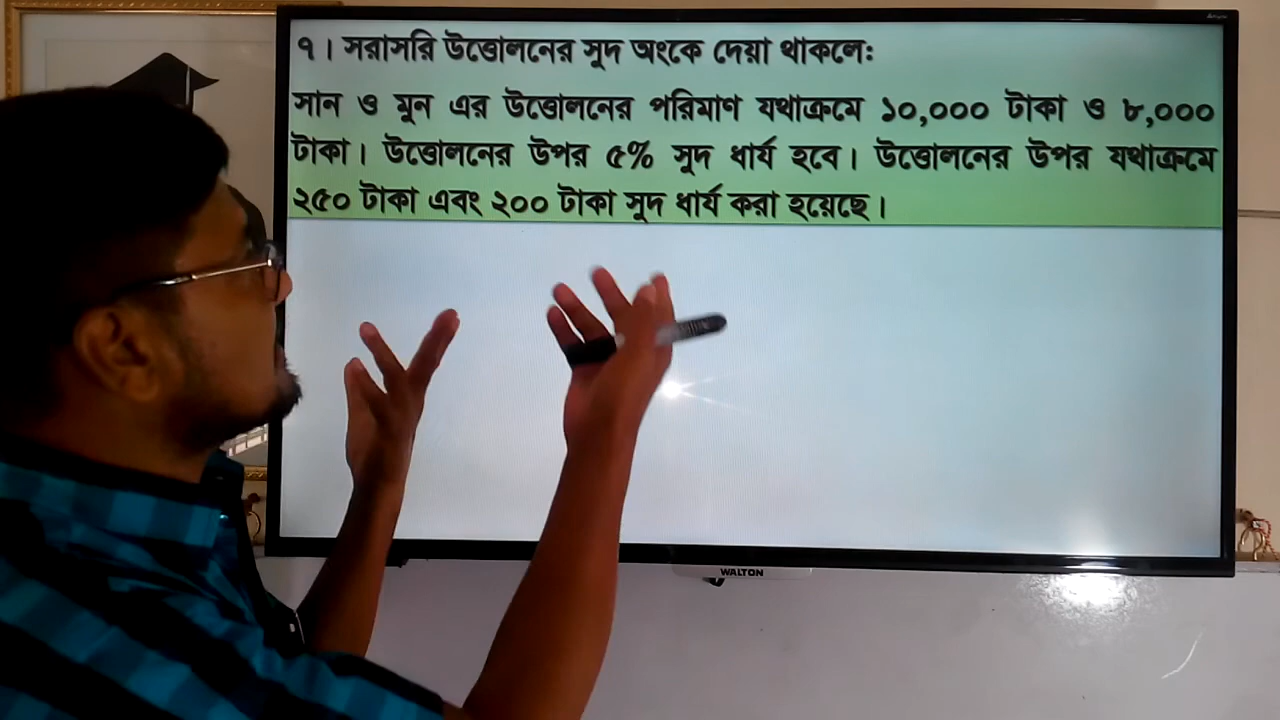 ৭। সরাসরি উত্তোলনের সুদ অংকে দেয়া থাকলে:
সান ও মুন এর উত্তোলনের পরিমাণ যথাক্রমে ১০,০০০ টাকা ও ৮,০০০
টাকা। উত্তোলনের উপর ৫% সুদ ধার্য হবে। উত্তোলনের উপর যথাক্রমে
২৫০ টাকা এবং ২০০ টাকা সুদ ধার্য করা হয়েছে।
WALTON